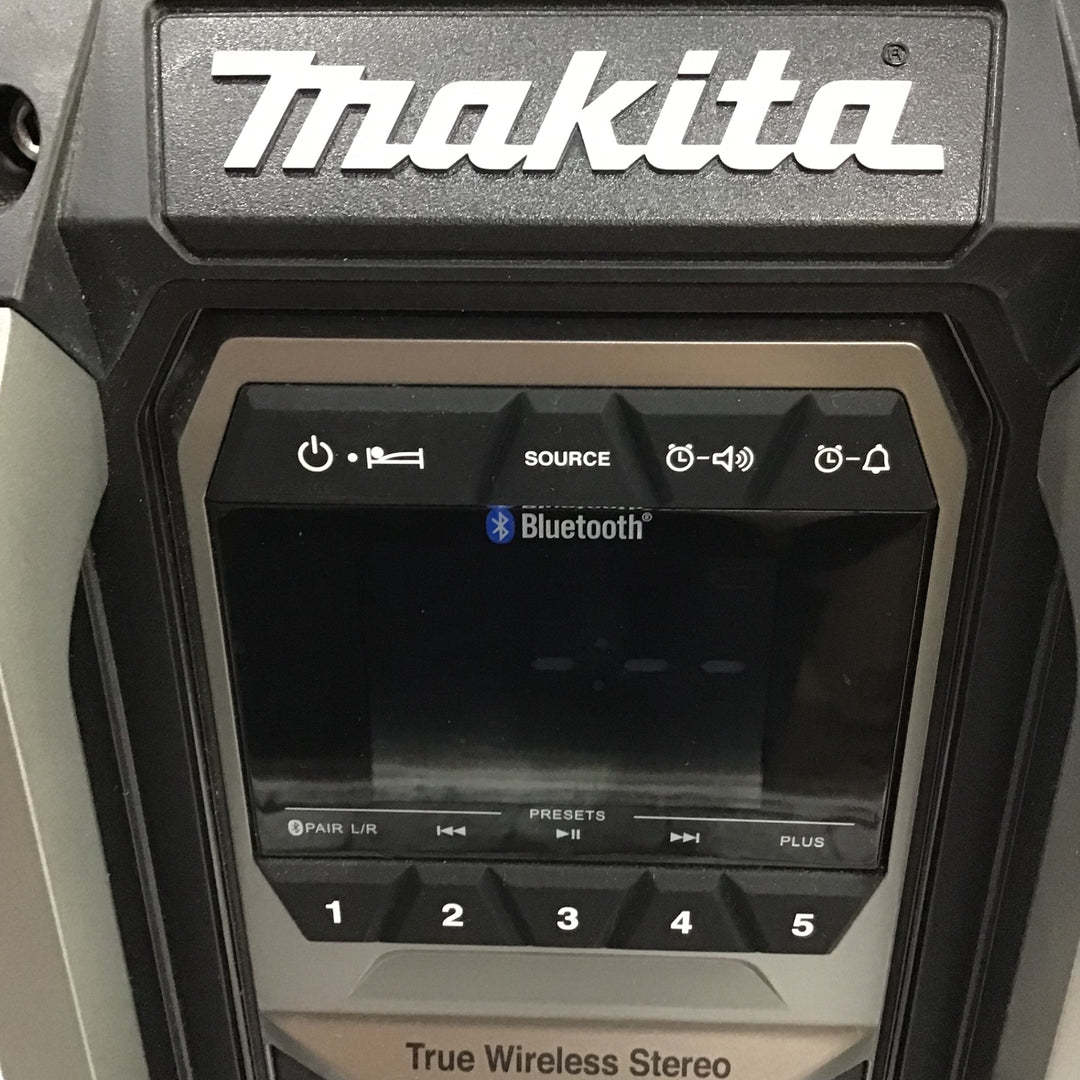 makita®
SOURCE
Bluetooth®
PRESETS
PAIR L/R
PLUS
1 2 3 4 5
True Wireless Stereo